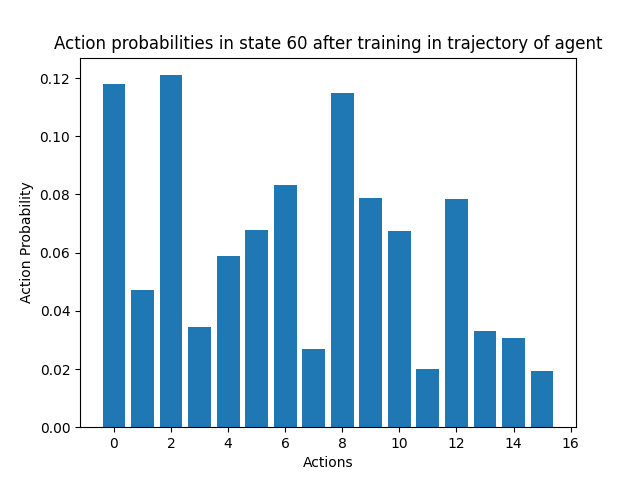 Action probabilities in state 60 after training in trajectory of agent
0.12
0.10
0.08
0.06
0.04
0.02
0.00
Action Probability
0 2 4 6 8 10 12 14 16
Actions